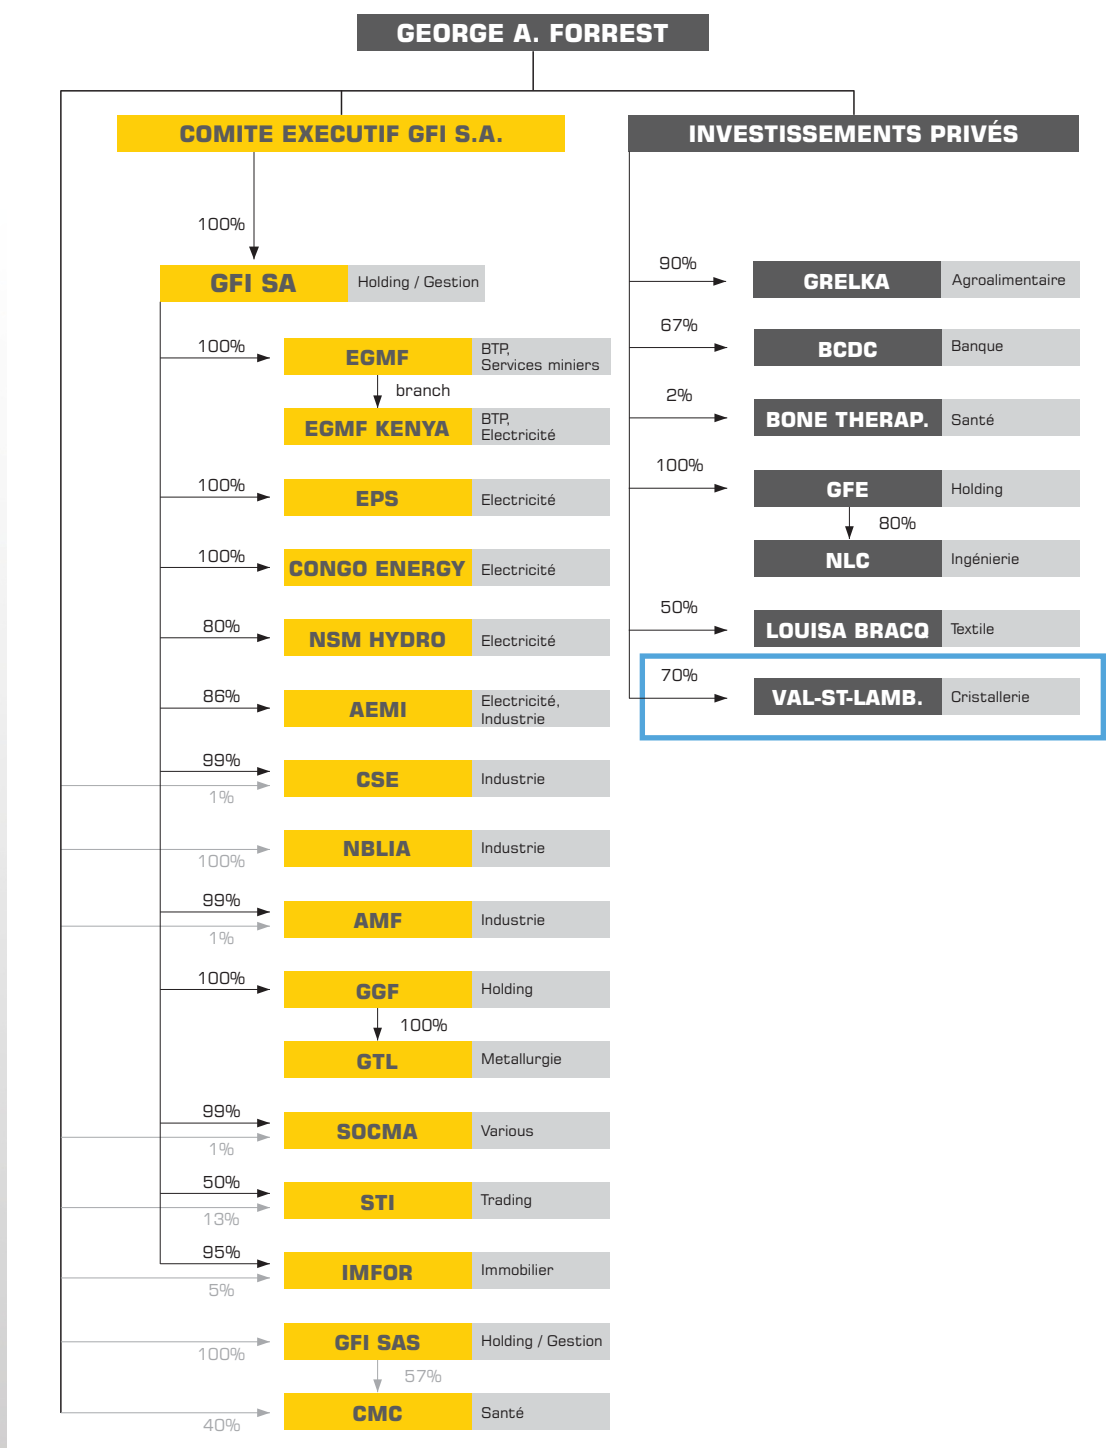 GEORGE A. FORREST
COMITE EXECUTIF GFI S.A.
100%
GFI SA
Holding / Gestion
100%
EGMF
BTP,
Services miniers
branch
EGMF KENYA
BTP,
Electricité
100%
EPS
Electricité
100%
CONGO ENERGY
Electricité
80%
NSM HYDRO
Electricité
86%
AEMI
Electricité,
Industrie
99%
1%
CSE
Industrie
100%
NBLIA
Industrie
99%
1%
AMF
Industrie
100%
GGF
Holding
100%
GTL
Metallurgie
99%
1%
SOCMA
Various
50%
13%
STI
Trading
95%
5%
IMFOR
Immobilier
100%
GFI SAS
Holding / Gestion
57%
40%
CMC
Santé
INVESTISSEMENTS PRIVÉS
90%
GRELKA
Agroalimentaire
67%
BCDC
Banque
2%
BONE THERAP.
Santé
100%
GFE
Holding
80%
NLC
Ingénierie
50%
LOUISA BRACQ
Textile
70%
VAL-ST-LAMB.
Cristallerie